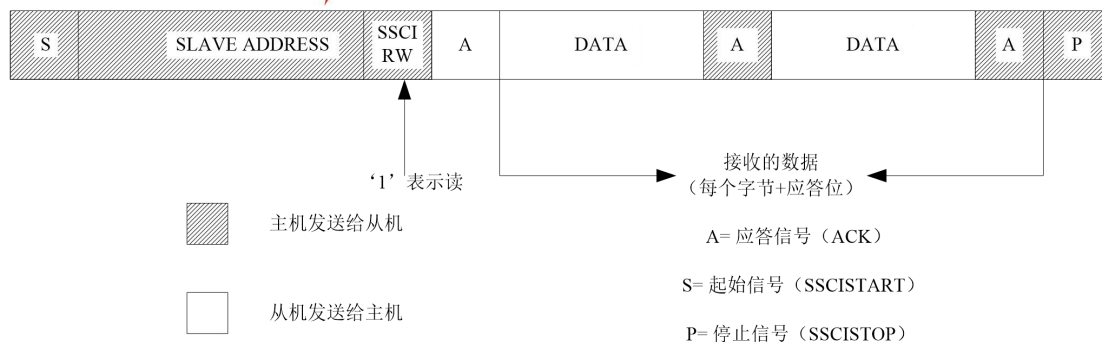 S
SLAVE ADDRESS
SSCI
RW
A
DATA
A
DATA
A
P
‘1’表示读
接收的数据
（每个字节+应答位）
主机发送给从机
A= 应答信号（ACK）
S= 起始信号（SSCISTART）
从机发送给主机
P= 停止信号（SSCISTOP）